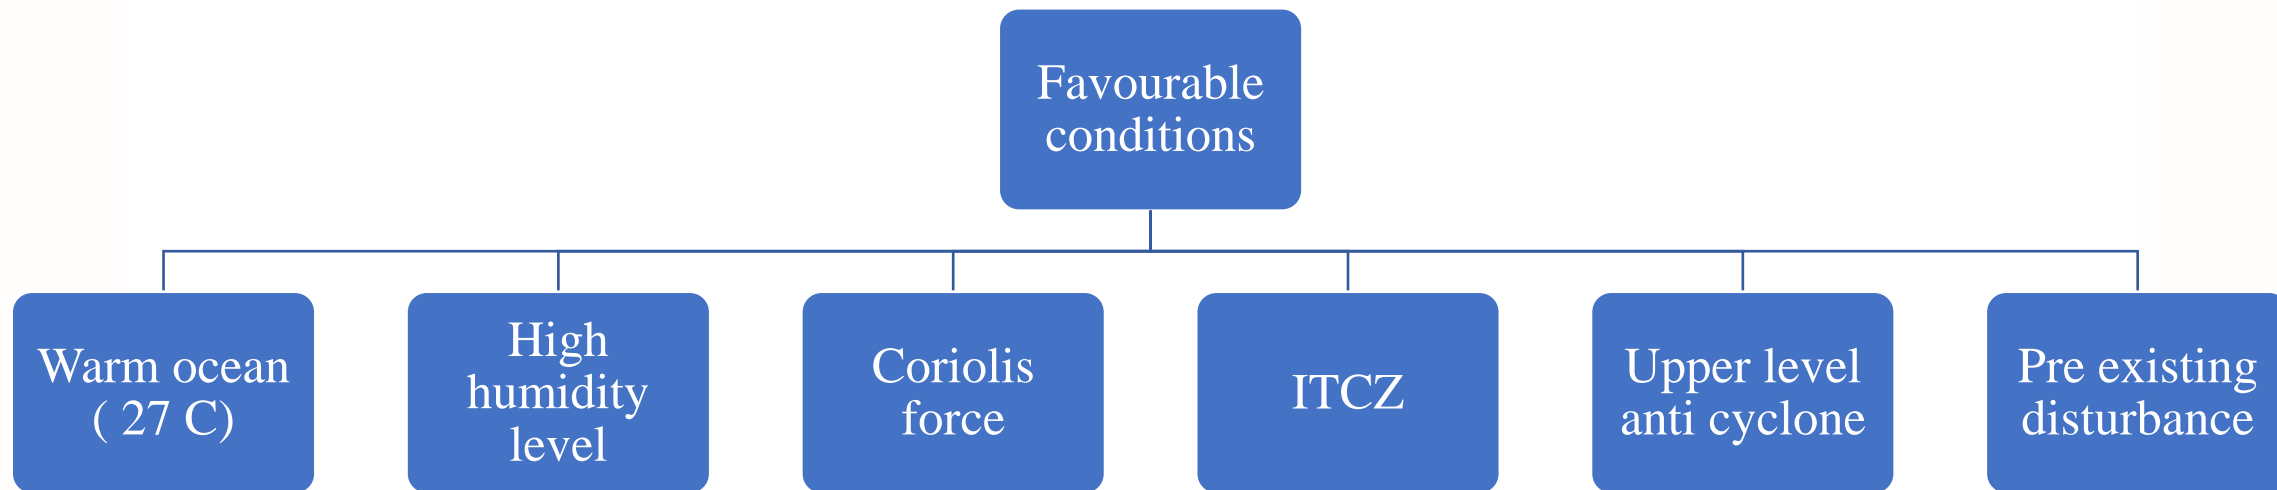 Favourable
conditions
Warm ocean
( 27 C)
High
humidity
level
Coriolis
force
ITCZ
Upper level
anti cyclone
Pre existing
disturbance